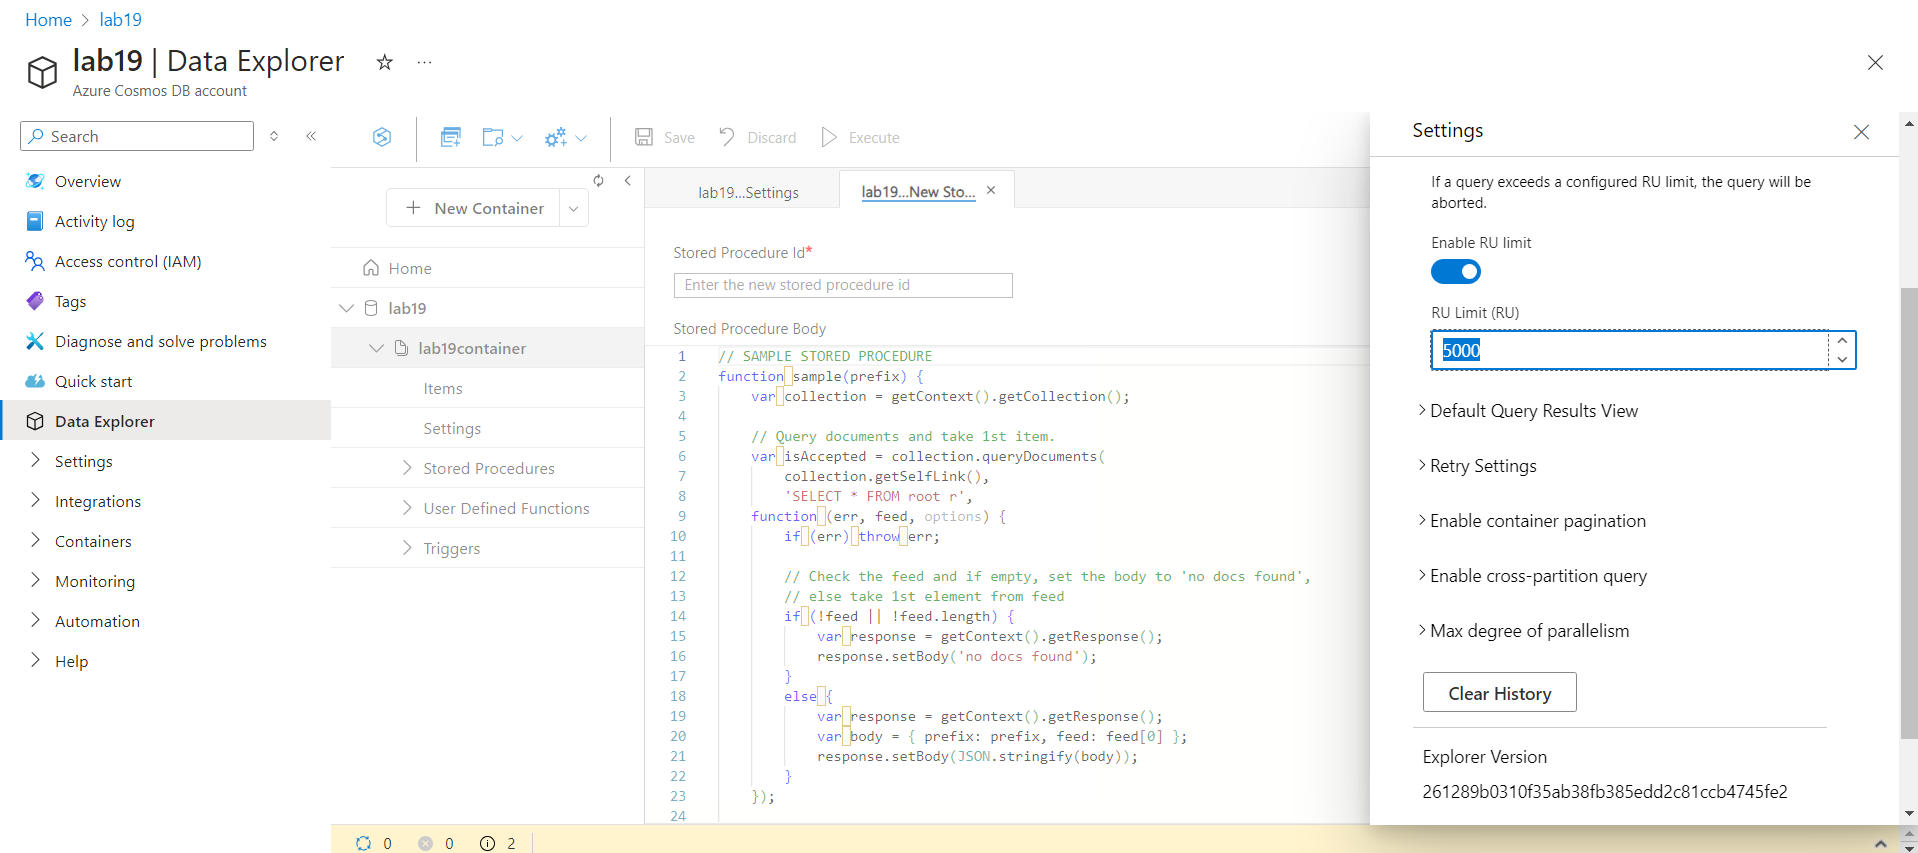 Home > lab19
lab19 | Data Explorer
Azure Cosmos DB account
Search
Overview
Activity log
Access control (IAM)
Tags
Diagnose and solve problems
Quick start
Data Explorer
Settings
Integrations
Containers
Monitoring
Automation
Help
Save
Discard
Execute
New Container
Home
lab19
lab19container
Items
Settings
Stored Procedures
User Defined Functions
Triggers
lab19...Settings
lab19...New Sto...
Stored Procedure Id*
Enter the new stored procedure id
Stored Procedure Body
1 // SAMPLE STORED PROCEDURE
2 function sample(prefix) {
3 var collection = getContext().getCollection();
4
5 // Query documents and take 1st item.
6 var isAccepted = collection.queryDocuments(
7 collection.getSelfLink(),
8 'SELECT * FROM root r',
9 function (err, feed, options) {
10 if (err) throw err;
11
12 // Check the feed and if empty, set the body to 'no docs found',
13 // else take 1st element from feed
14 if (!feed || !feed.length) {
15 var response = getContext().getResponse();
16 response.setBody('no docs found');
17 }
18 else {
19 var response = getContext().getResponse();
20 var body = { prefix: prefix, feed: feed[0] };
21 response.setBody(JSON.stringify(body));
22 }
23 });
24
0 0 2
Settings
If a query exceeds a configured RU limit, the query will be
aborted.
Enable RU limit
RU Limit (RU)
5000
Default Query Results View
Retry Settings
Enable container pagination
Enable cross-partition query
Max degree of parallelism
Clear History
Explorer Version
261289b0310f35ab38fb385edd2c81ccb4745fe2